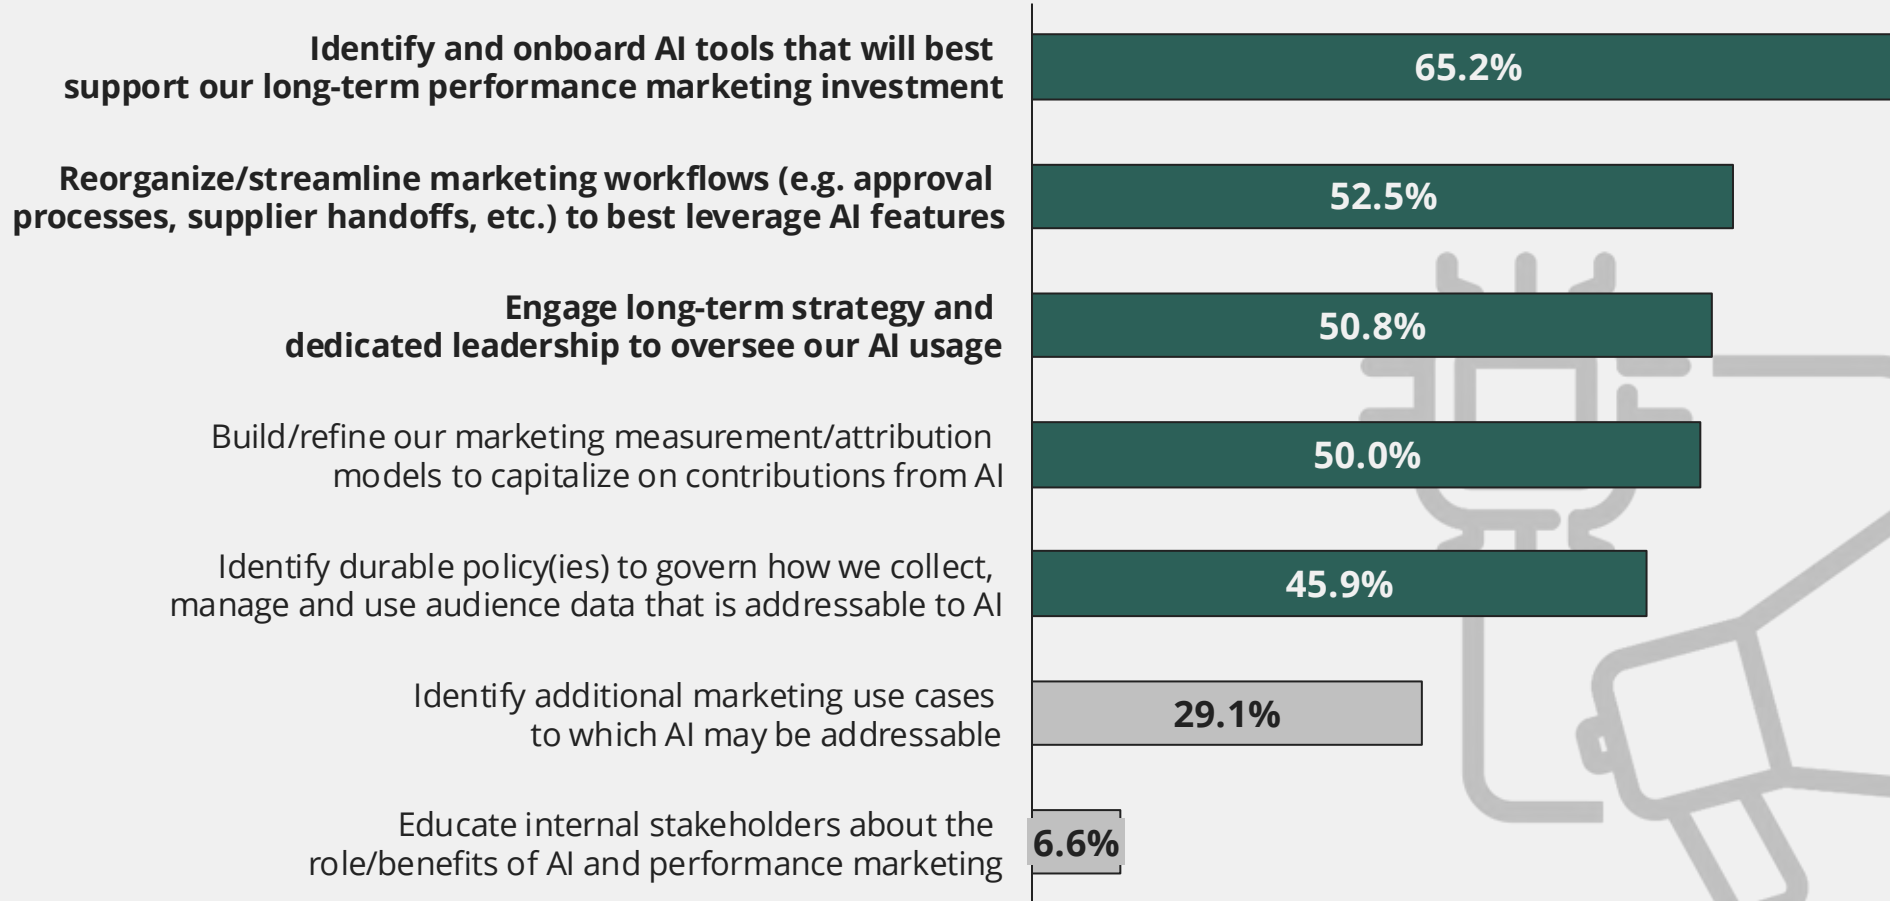 Identify and onboard AI tools that will best
support our long-term performance marketing investment
65.2%
Reorganize/streamline marketing workflows (e.g. approval
processes, supplier handoffs, etc.) to best leverage AI features
52.5%
Engage long-term strategy and
dedicated leadership to oversee our AI usage
50.8%
Build/refine our marketing measurement/attribution
models to capitalize on contributions from AI
50.0%
Identify durable policy(ies) to govern how we collect,
manage and use audience data that is addressable to AI
45.9%
Identify additional marketing use cases
to which AI may be addressable
29.1%
Educate internal stakeholders about the
role/benefits of AI and performance marketing
6.6%